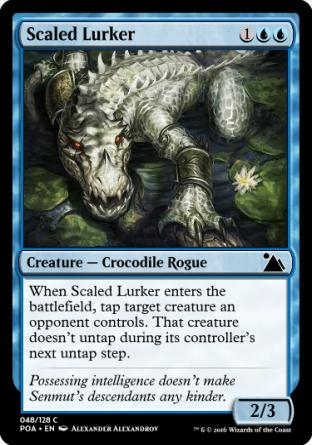 Scaled Lurker 1
Creature — Crocodile Rogue
When Scaled Lurker enters the
battlefield, tap target creature an
opponent controls. That creature
doesn't untap during its controller's
next untap step.
Possessing intelligence doesn't make
Senmut's descendants any kinder.
2/3
048/128 C
POA • EN Alexander Alexandrov
™ & © 2016 Wizards of the Coast